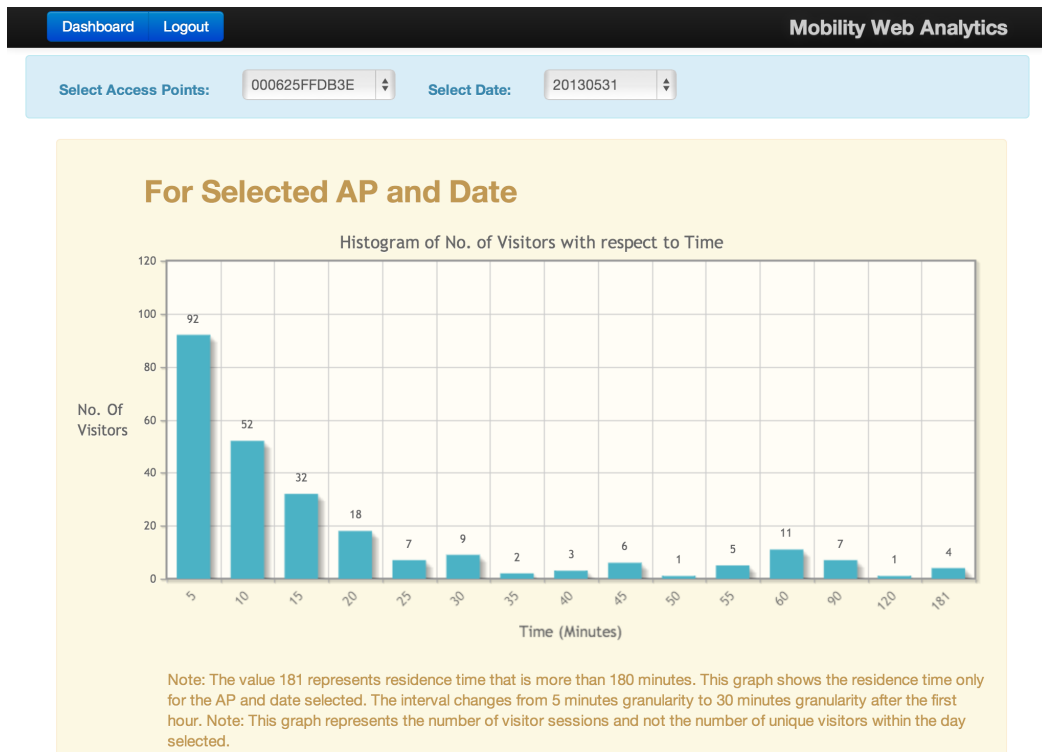 Dashboard Logout Mobility Web Analytics
Select Access Points: 000625FFDB3E Select Date: 20130531
For Selected AP and Date
Histogram of No. of Visitors with respect to Time
120
100
80
60
40
20
0
No. Of
Visitors
92
52
32
18
7
9
2
3
6
1
5
11
7
1
4
5 10 15 20 25 30 35 40 45 50 55 60 90 120 181
Time (Minutes)
Note: The value 181 represents residence time that is more than 180 minutes. This graph shows the residence time only
for the AP and date selected. The interval changes from 5 minutes granularity to 30 minutes granularity after the first
hour. Note: This graph represents the number of visitor sessions and not the number of unique visitors within the day
selected.